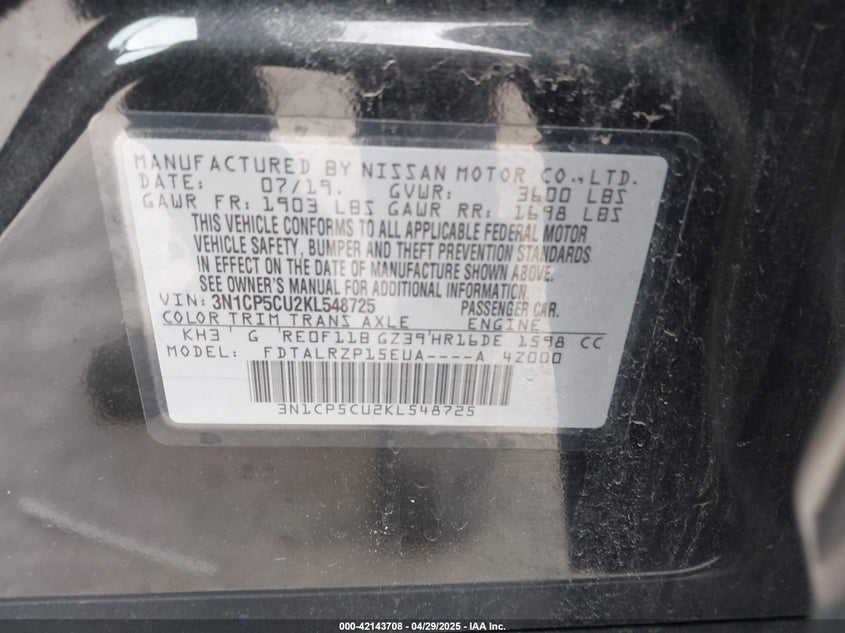 MANUFACTURED BY NISSAN MOTOR CO.,LTD.
DATE: 07/19. GVWR: 3600 LBS
GAWR FR: 1903 LBS GAWR RR: 1698 LBS
THIS VEHICLE CONFORMS TO ALL APPLICABLE FEDERAL MOTOR
VEHICLE SAFETY, BUMPER AND THEFT PREVENTION STANDARDS
IN EFFECT ON THE DATE OF MANUFACTURE SHOWN ABOVE.
SEE OWNER'S MANUAL FOR ADDITIONAL INFORMATION.
VIN: 3N1CP5CU2KL548725 PASSENGER CAR.
COLOR TRIM TRANS AXLE ENGINE
KH3 G RE0F11B GZ39 HR16DE 1598 CC
MODEL: FDTALRZP15EUA----A 4Z000
3N1CP5CU2KL548725
000-42143708 - 04/29/2025 - IAA Inc.